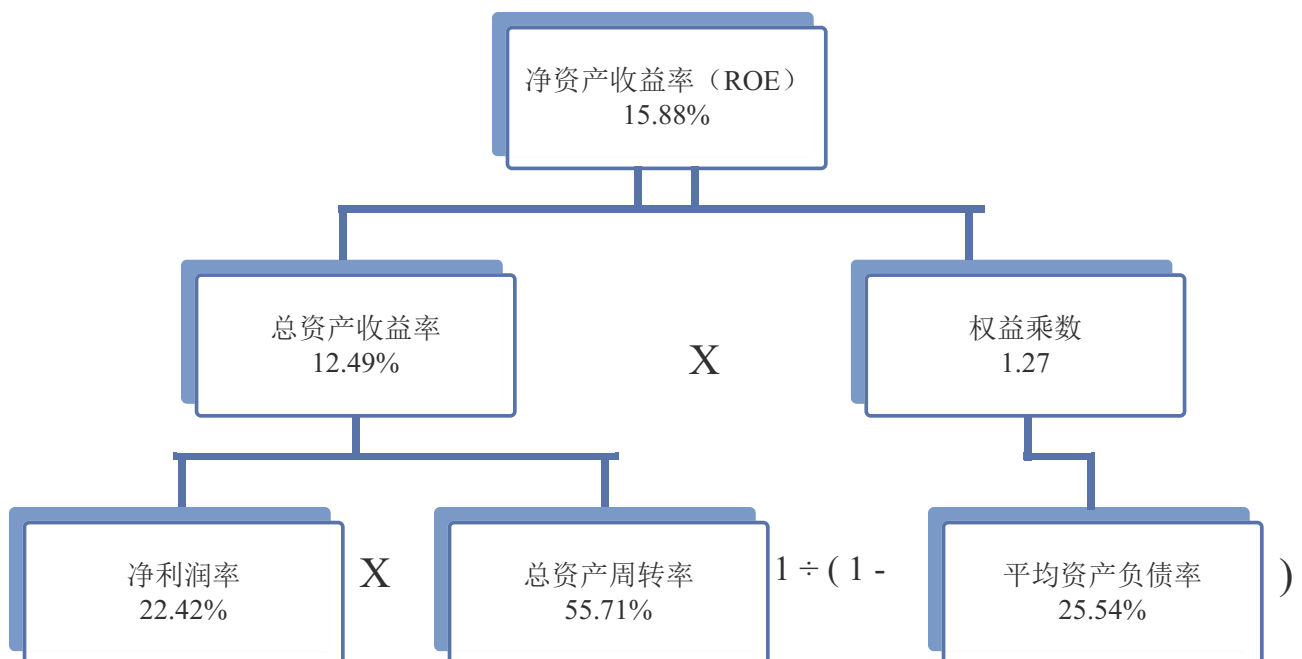 净资产收益率（ROE）
15.88%
总资产收益率
12.49%
X
权益乘数
1.27
净利润率
22.42%
X
总资产周转率
55.71%
1 ÷ ( 1 -
平均资产负债率
25.54%
)